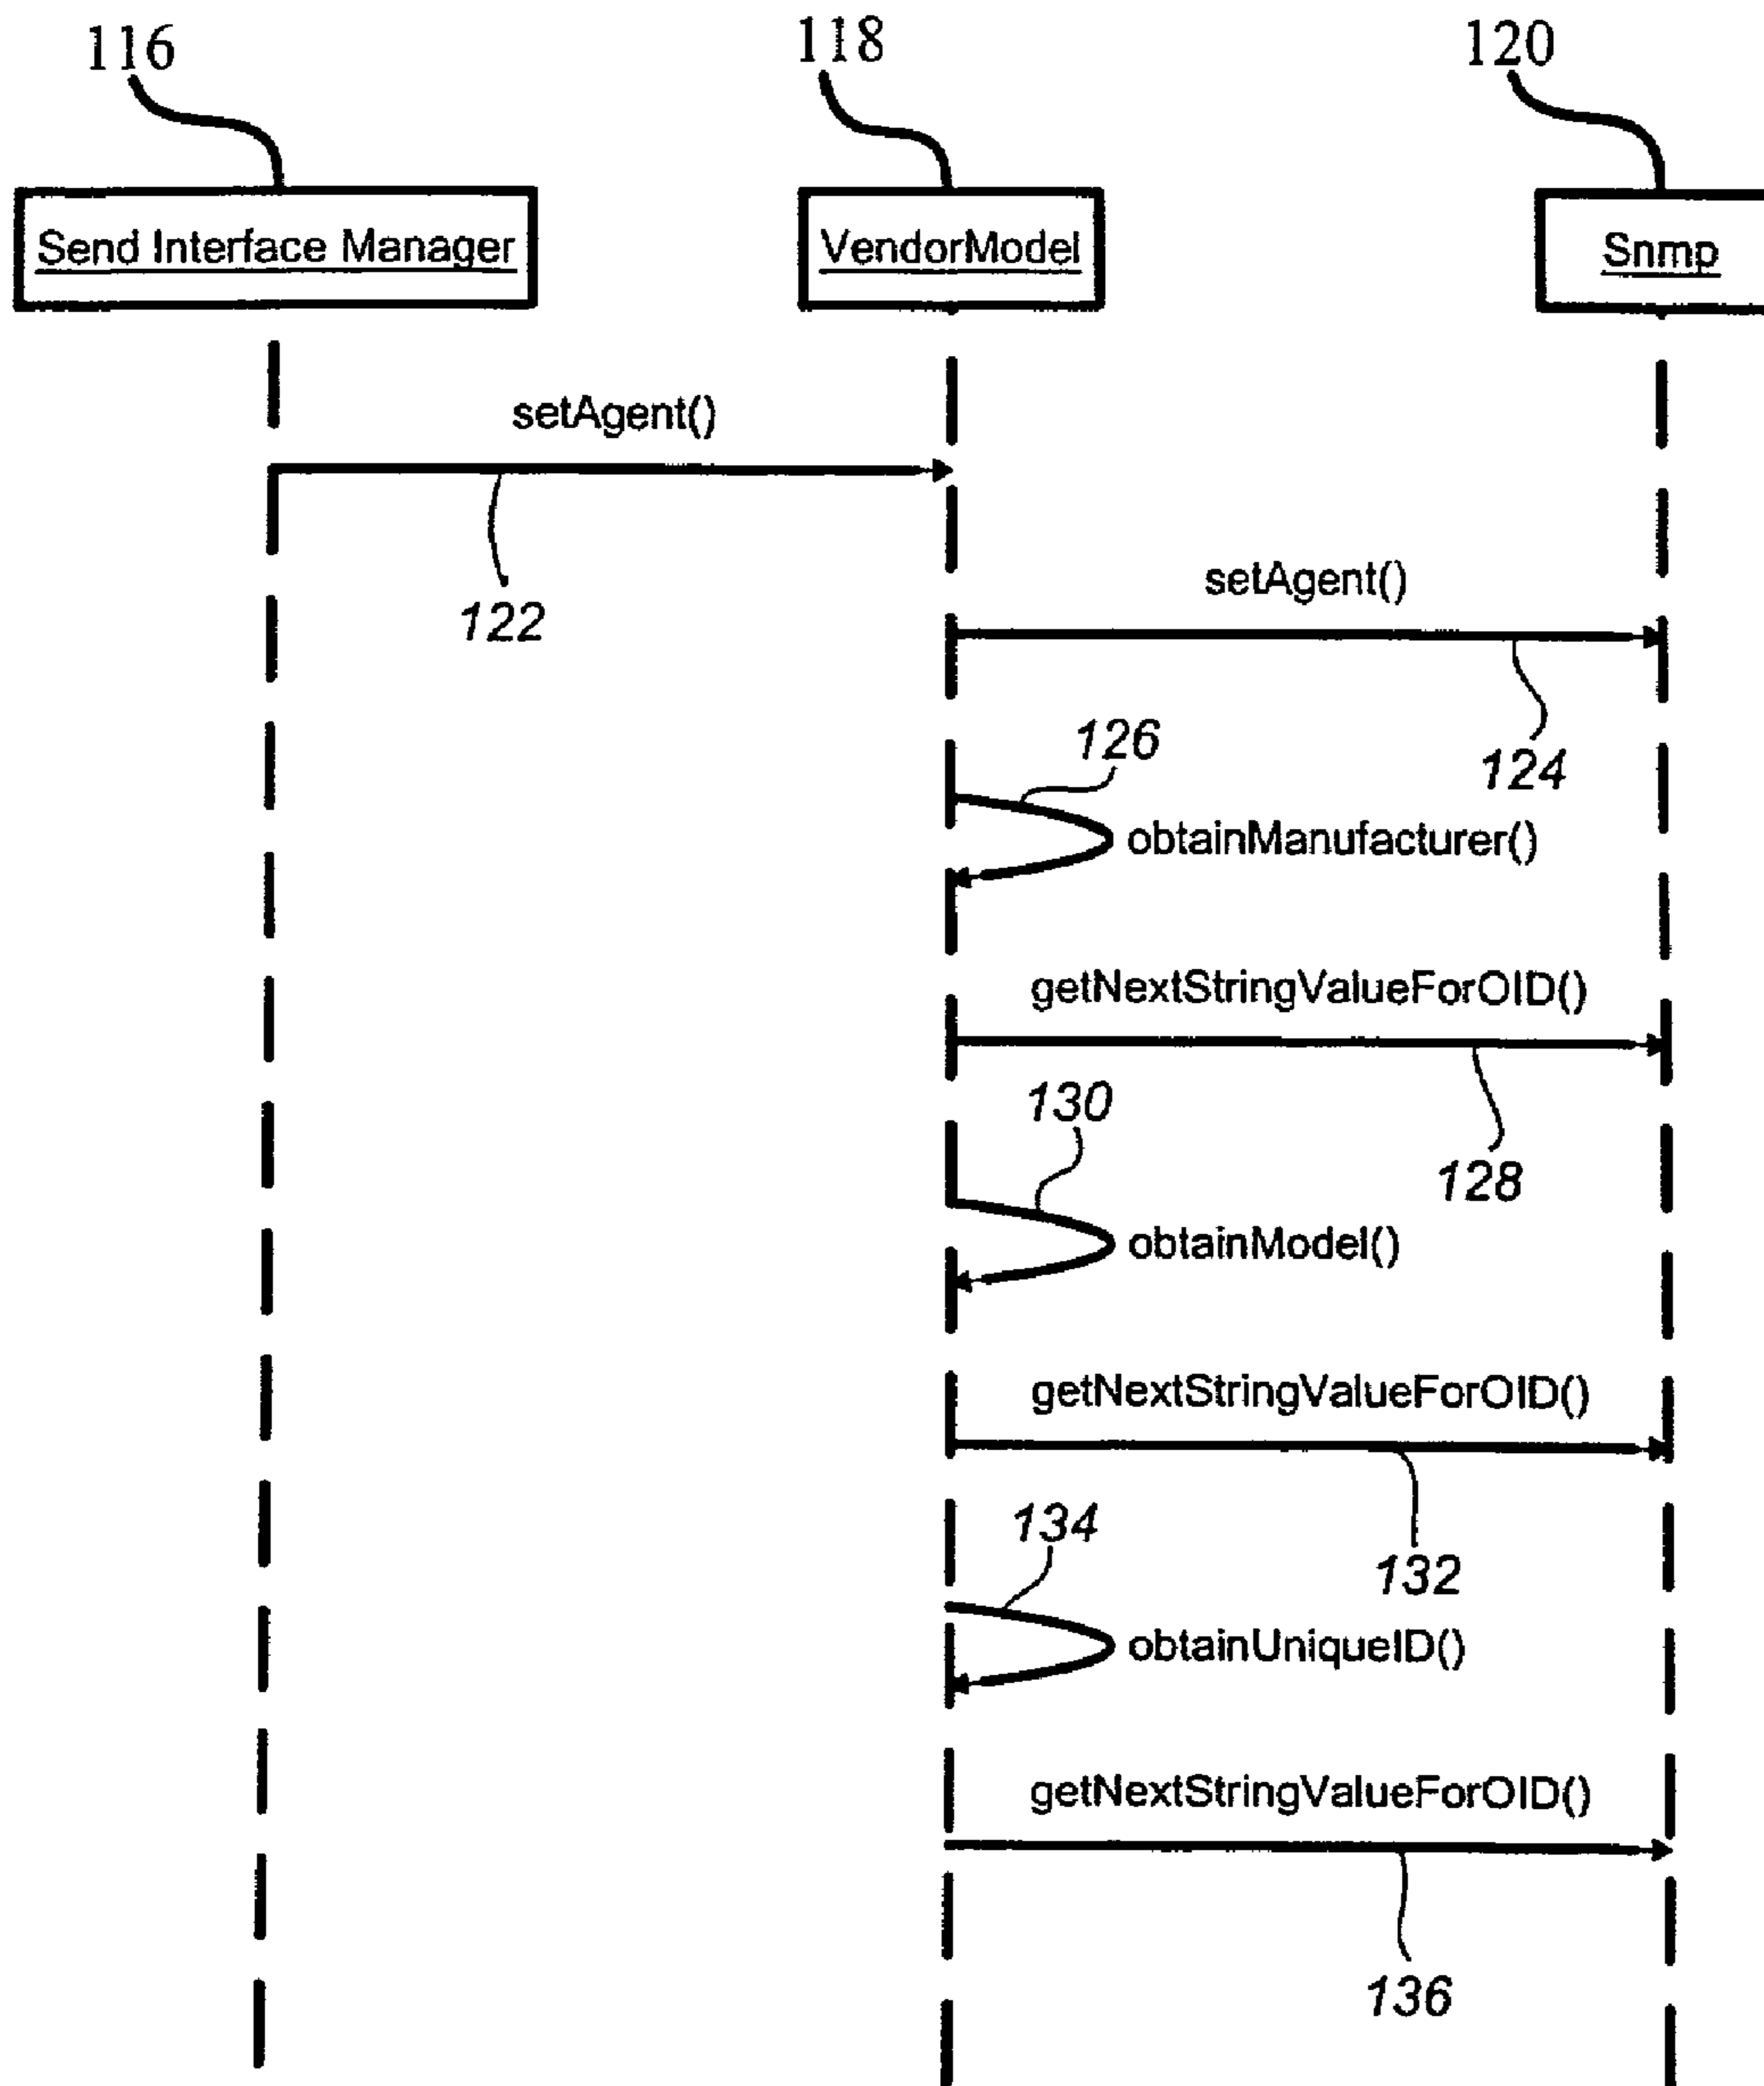 116
118
120
Send Interface Manager
VendorModel
Snmp
setAgent()
122
setAgent()
124
126
obtainManufacturer()
getNextStringValueForOID()
128
130
obtainModel()
getNextStringValueForOID()
132
134
obtainUniqueID()
getNextStringValueForOID()
136